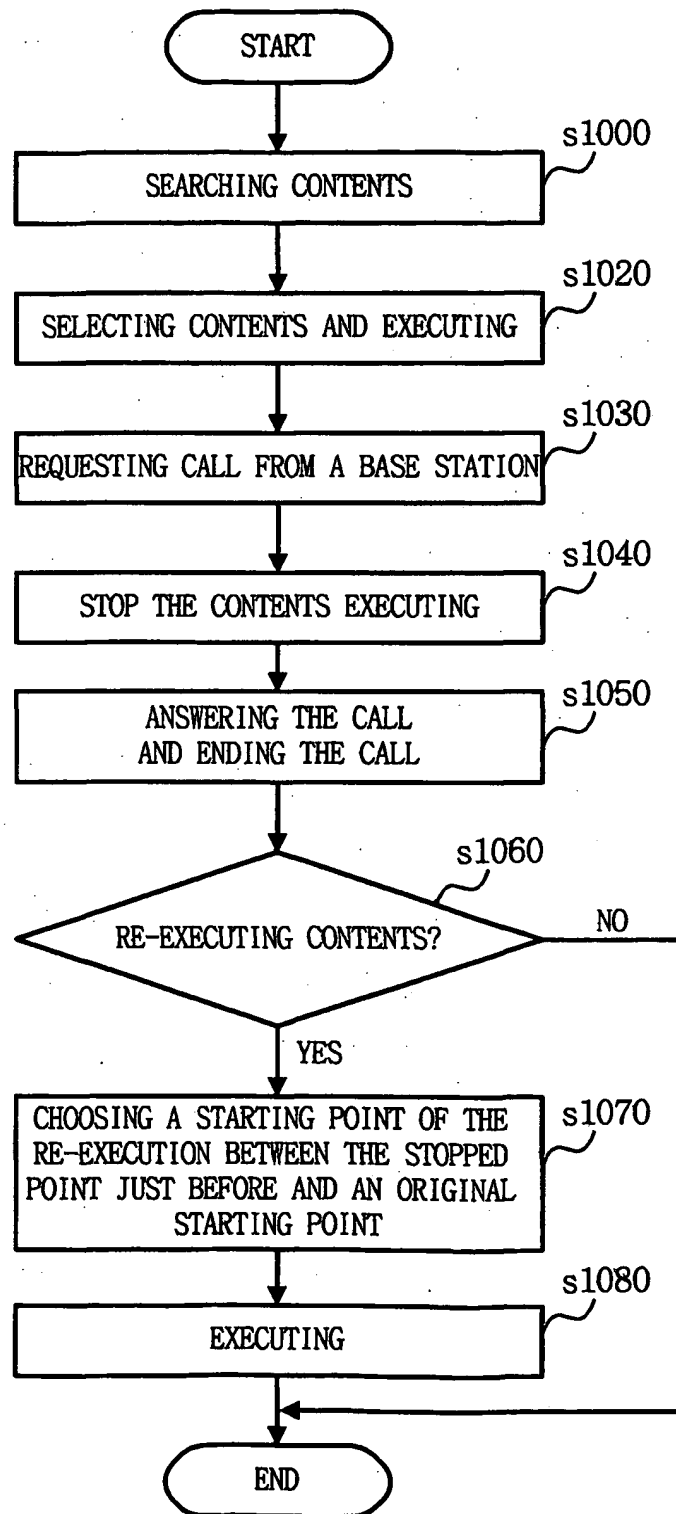 START
s1000
SEARCHING CONTENTS
s1020
SELECTING CONTENTS AND EXECUTING
s1030
REQUESTING CALL FROM A BASE STATION
s1040
STOP THE CONTENTS EXECUTING
s1050
ANSWERING THE CALL
AND ENDING THE CALL
s1060
RE-EXECUTING CONTENTS?
NO
YES
s1070
CHOOSING A STARTING POINT OF THE
RE-EXECUTION BETWEEN THE STOPPED
POINT JUST BEFORE AND AN ORIGINAL
STARTING POINT
s1080
EXECUTING
END